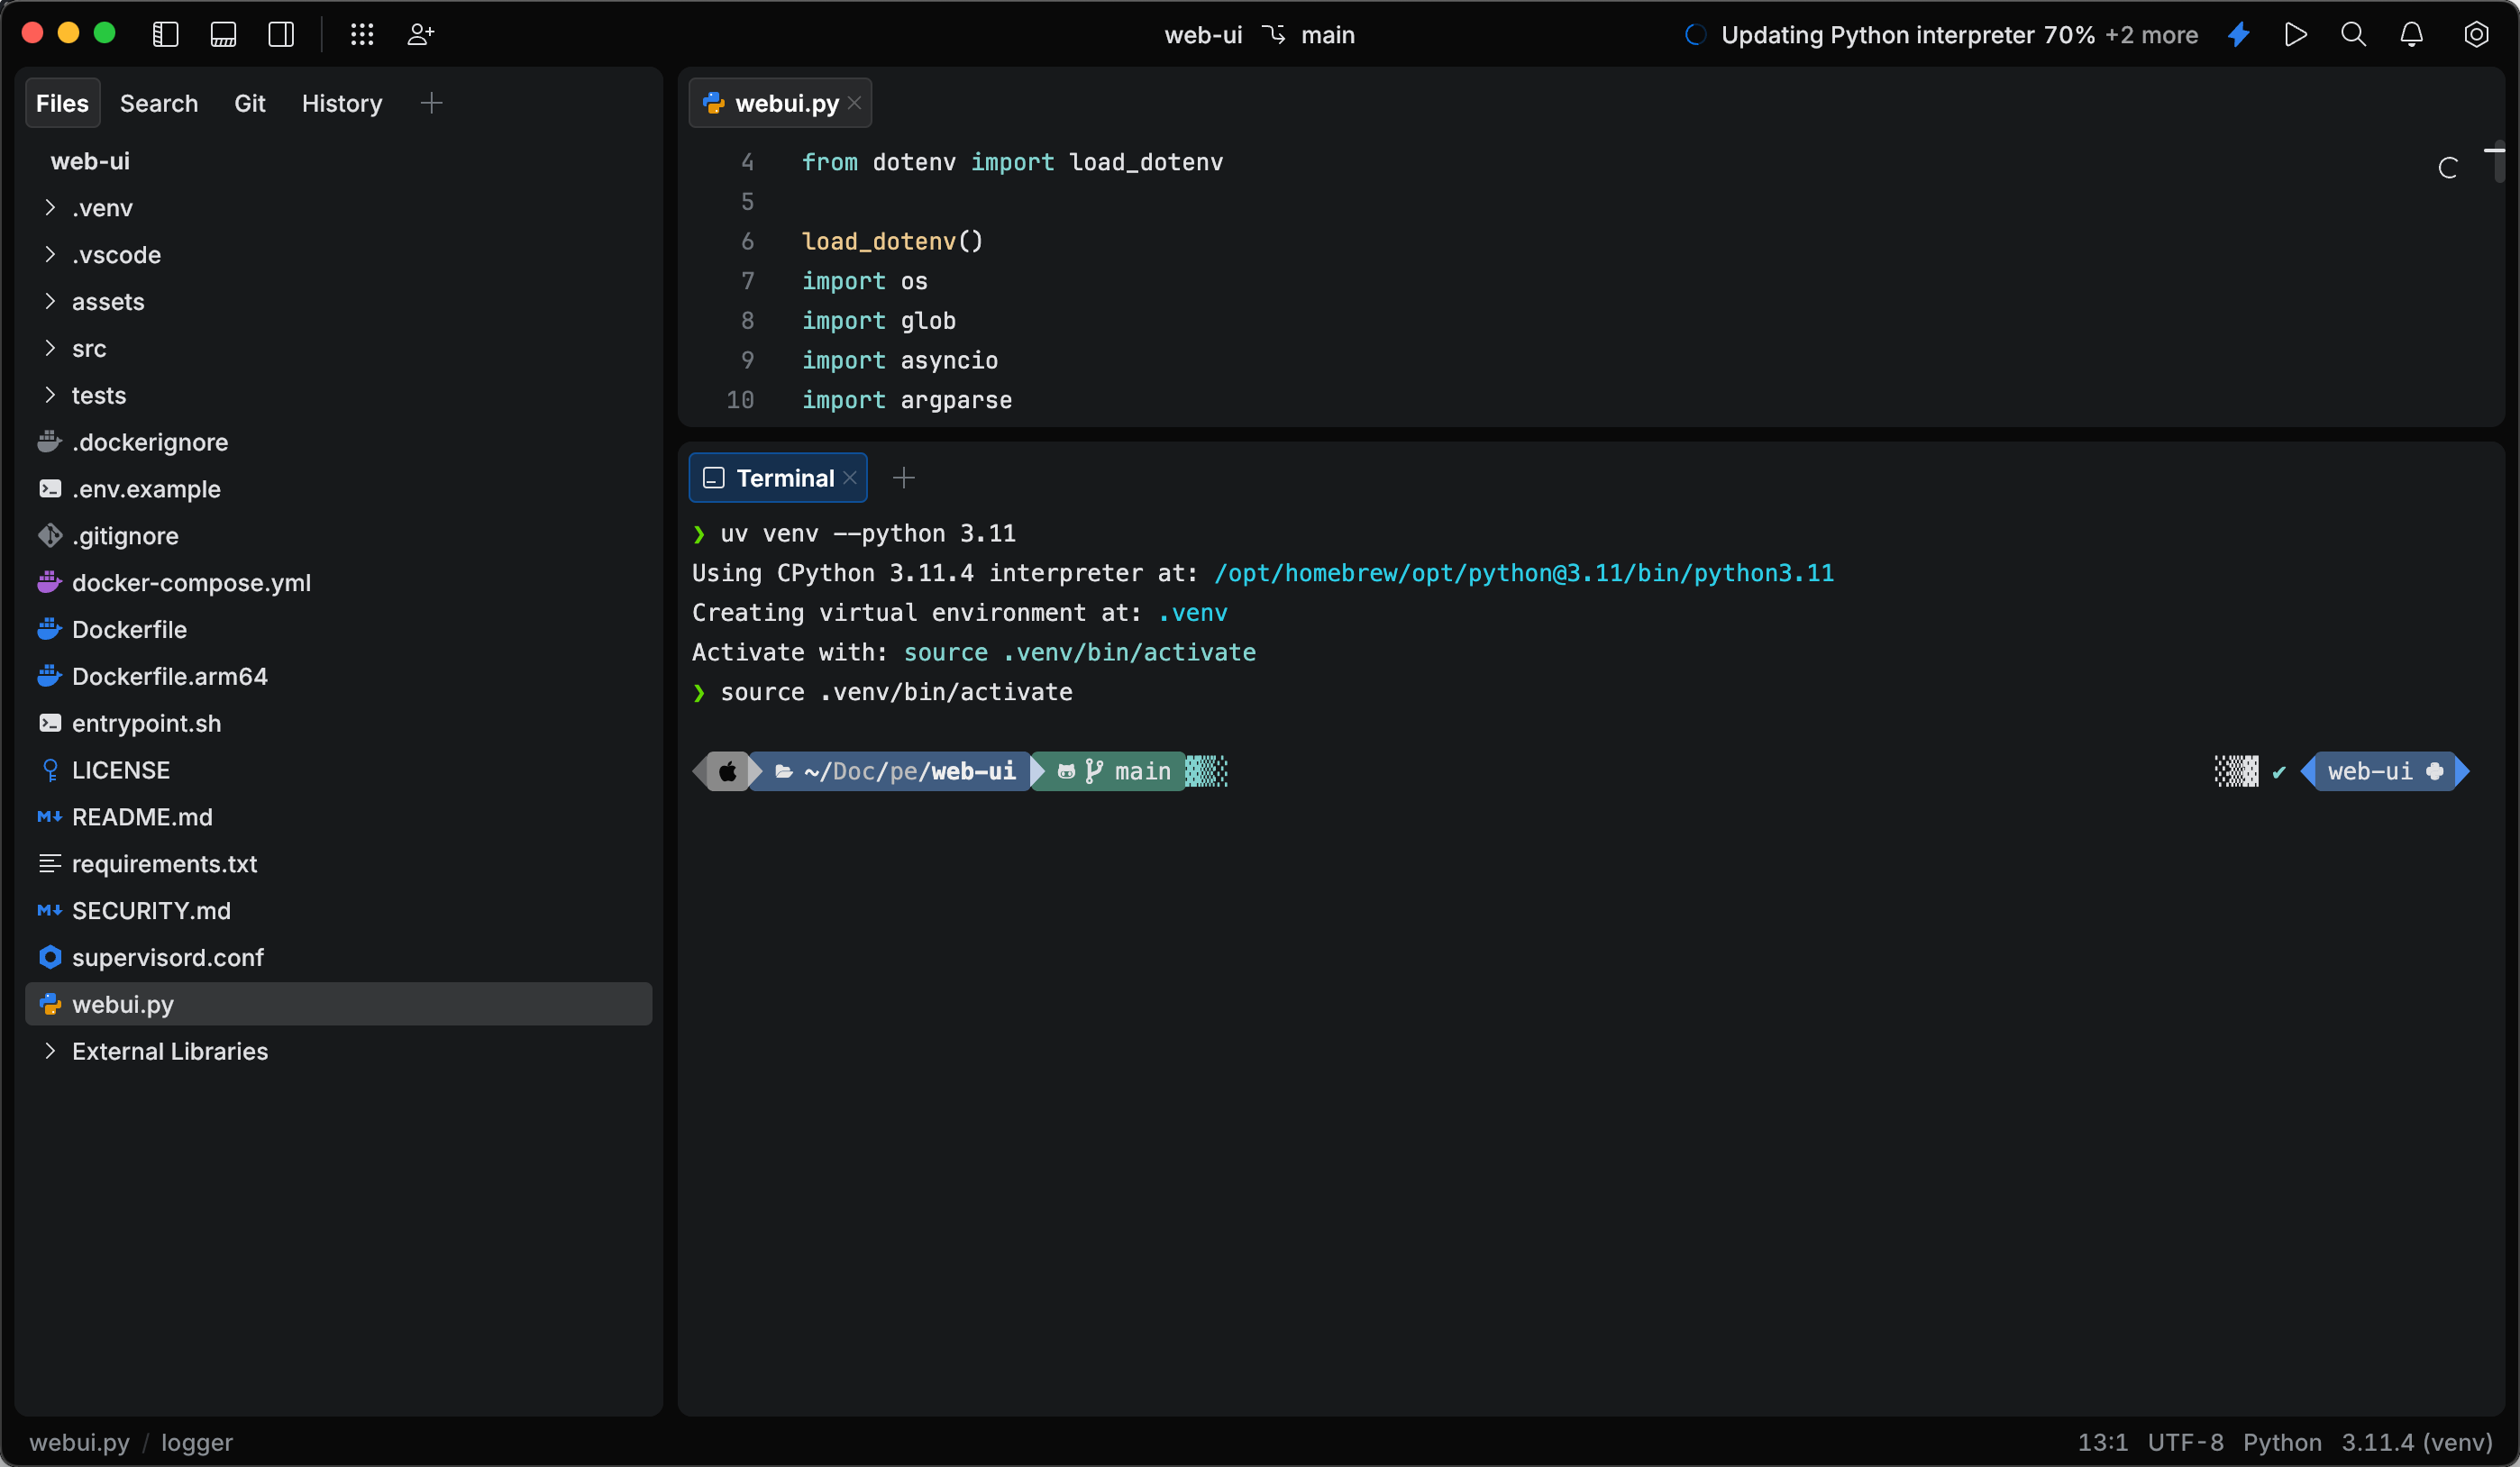 web-ui main
Updating Python interpreter 70% +2 more
Files Search Git History
web-ui
.venv
.vscode
assets
src
tests
.dockerignore
.env.example
.gitignore
docker-compose.yml
Dockerfile
Dockerfile.arm64
entrypoint.sh
LICENSE
README.md
requirements.txt
SECURITY.md
supervisord.conf
webui.py
External Libraries
webui.py
4 from dotenv import load_dotenv
5
6 load_dotenv()
7 import os
8 import glob
9 import asyncio
10 import argparse
Terminal
❯ uv venv --python 3.11
Using CPython 3.11.4 interpreter at: /opt/homebrew/opt/python@3.11/bin/python3.11
Creating virtual environment at: .venv
Activate with: source .venv/bin/activate
❯ source .venv/bin/activate
~/Doc/pe/web-ui main ✔ web-ui
webui.py / logger
13:1 UTF-8 Python 3.11.4 (venv)